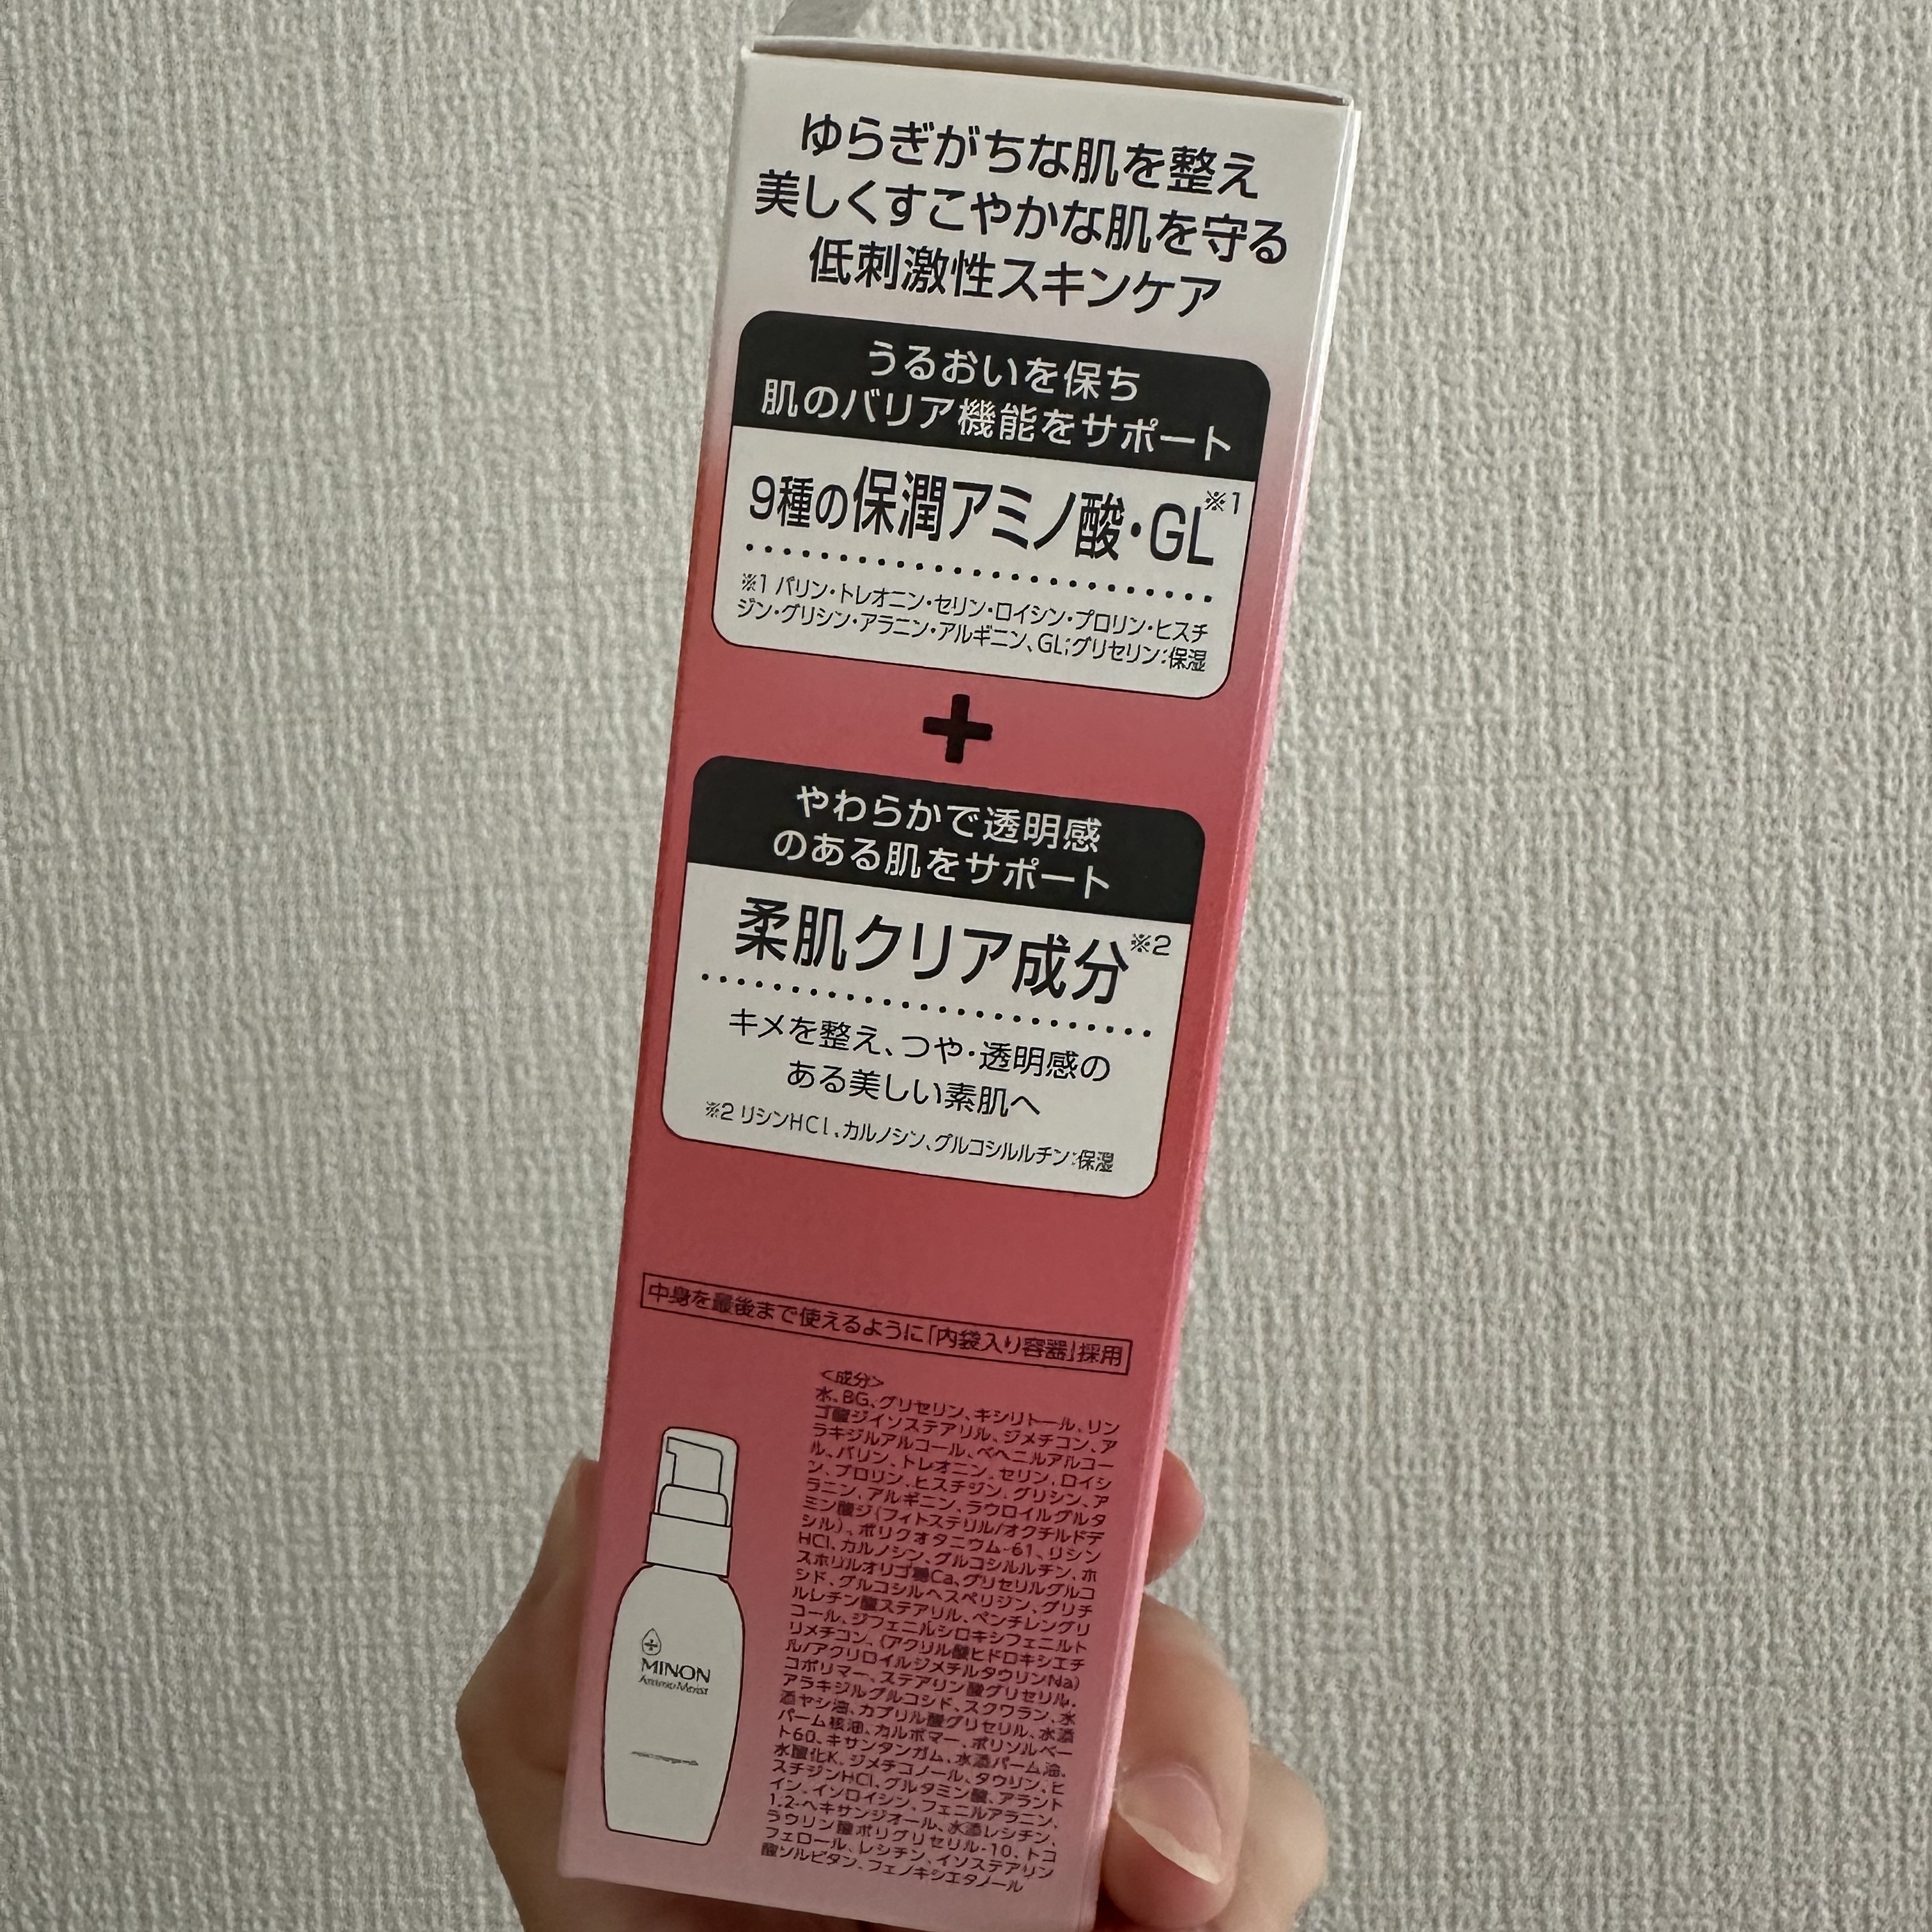 ゆらぎがちな肌を整え
美しくすこやかな肌を守る
低刺激性スキンケア
うるおいを保ち
肌のバリア機能をサポート
9種の保潤アミノ酸・GL※1
※1 バリン・トレオニン・セリン・ロイシン・プロリン・ヒスチ
ジン・グリシン・アラニン・アルギニン、GL;グリセリン:保湿
+
やわらかで透明感
のある肌をサポート
柔肌クリア成分※2
キメを整え、つや・透明感の
ある美しい素肌へ
※2 リシンHCl、カルノシン、グルコシルルチン:保湿
中身を最後まで使えるように「内袋入り容器」採用
<成分>
水、BG、グリセリン、キシリトール、リン
ゴ酸ジイソステアリル、ジメチコン、ア
ラキジルアルコール、ベヘニルアルコー
ル、バリン、トレオニン、セリン、ロイシ
ン、プロリン、ヒスチジン、グリシン、ア
ラニン、アルギニン、ラウロイルグルタ
ミン酸ジ(フィトステリル/オクチルドデ
シル)、ポリクオタニウム-61、リシン
HCl、カルノシン、グルコシルルチン、ホ
スホリルオリゴ糖Ca、グリセリルグルコ
シド、グルコシルヘスペリジン、グリチ
ルレチン酸ステアリル、ペンチレングリ
コール、ジフェニルシロキシフェニルト
リメチコン、(アクリル酸ヒドロキシエチ
ル/アクリロイルジメチルタウリンNa)
コポリマー、ステアリン酸グリセリル、
アラキジルグルコシド、スクワラン、水
添ヤシ油、カプリル酸グリセリル、水添
パーム核油、カルボマー、ポリソルベー
ト60、キサンタンガム、水添パーム油、
水酸化K、ジメチコノール、タウリン、ヒ
スチジンHCl、グルタミン酸、アラント
イン、イソロイシン、フェニルアラニン、
1,2-ヘキサンジオール、水添レシチン、
ラウリン酸ポリグリセリル-10、トコ
フェロール、レシチン、イソステアリン
酸ソルビタン、フェノキシエタノール
MINON
Amino Moist